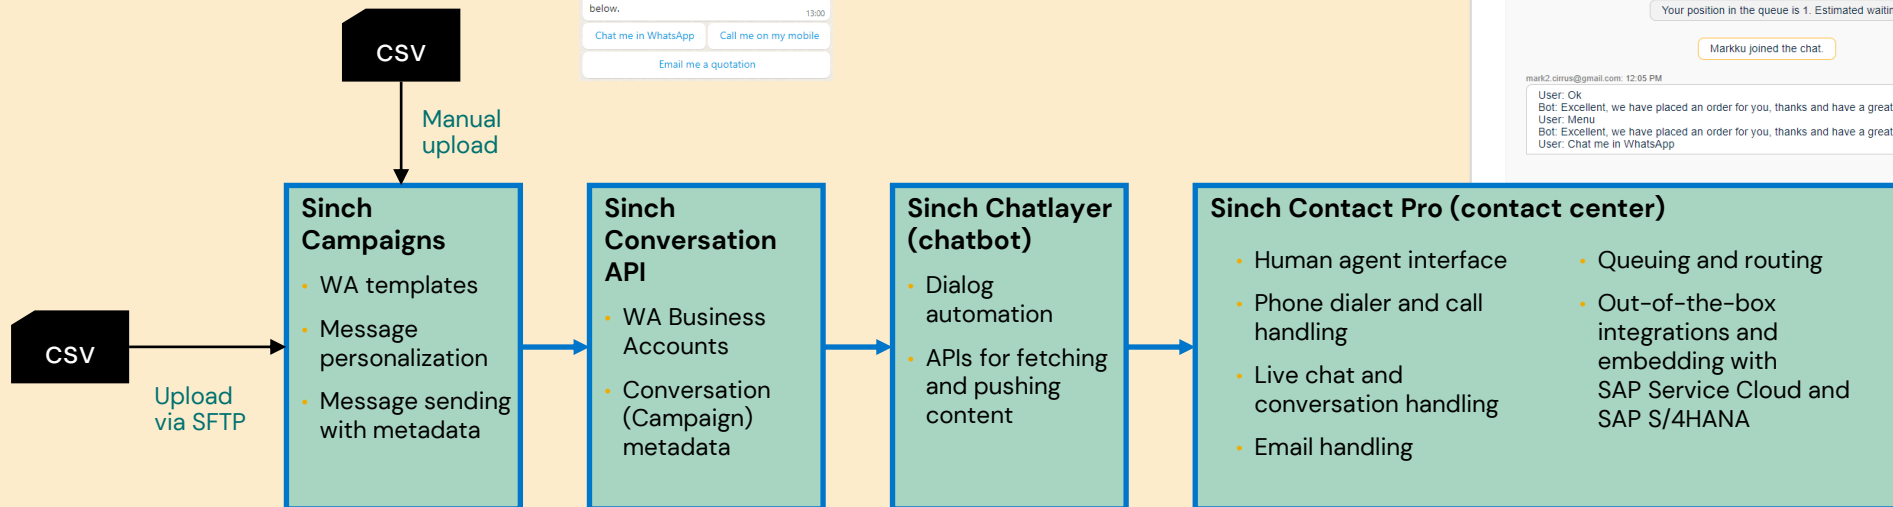 below.
13:00
Chat me in WhatsApp
Call me on my mobile
Email me a quotation
Your position in the queue is 1. Estimated
Markku joined the chat.
mark2.cirrus@gmail.com: 12:05 PM
User: Ok
Bot: Excellent, we have placed an order for you, thanks and have a great
User: Menu
Bot: Excellent, we have placed an order for you, thanks and have a great
User: Chat me in WhatsApp
CSV
Manual
upload
CSV
Upload
via SFTP
Sinch
Campaigns
• WA templates
• Message
personalization
• Message sending
with metadata
Sinch
Conversation
API
• WA Business
Accounts
• Conversation
(Campaign)
metadata
Sinch Chatlayer
(chatbot)
• Dialog
automation
• APIs for fetching
and pushing
content
Sinch Contact Pro (contact center)
• Human agent interface
• Phone dialer and call
handling
• Live chat and
conversation handling
• Email handling
• Queuing and routing
• Out-of-the-box
integrations and
embedding with
SAP Service Cloud and
SAP S/4HANA